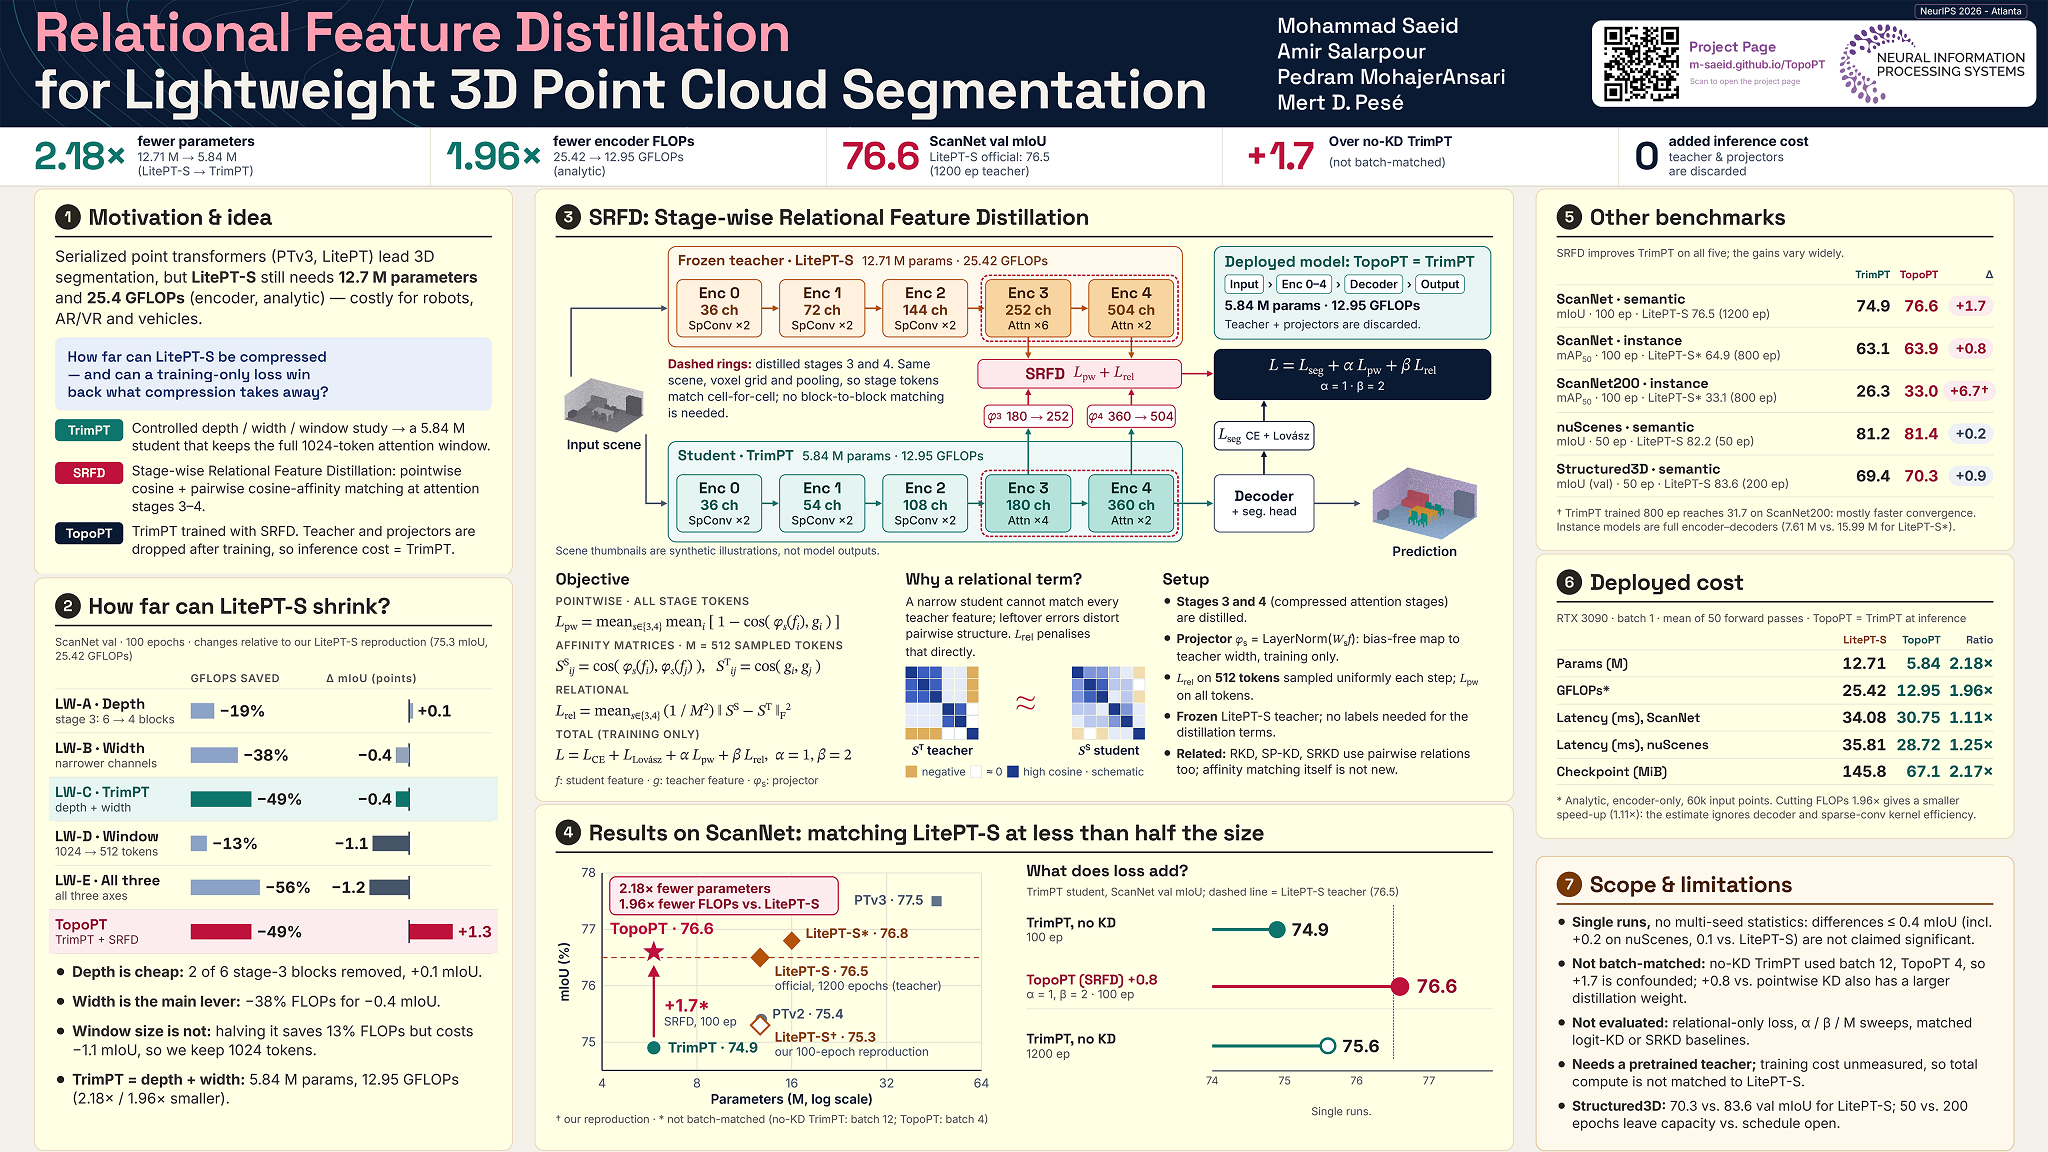 NeurIPS 2026 - Atlanta
Relational Feature Distillation
for Lightweight 3D Point Cloud Segmentation
Mohammad Saeid
Amir Salarpour
Pedram MohajerAnsari
Mert D. Pesé
Project Page
m-saeid.github.io/TopoPT
Scan to open the project page
NEURAL INFORMATION
PROCESSING SYSTEMS
2.18×
fewer parameters
12.71 M → 5.84 M
(LitePT-S → TrimPT)
1.96×
fewer encoder FLOPs
25.42 → 12.95 GFLOPs
(analytic)
76.6
ScanNet val mIoU
LitePT-S official: 76.5
(1200 ep teacher)
+1.7
Over no-KD TrimPT
(not batch-matched)
0
added inference cost
teacher & projectors
are discarded
1 Motivation & idea
Serialized point transformers (PTv3, LitePT) lead 3D
segmentation, but LitePT-S still needs 12.7 M parameters
and 25.4 GFLOPs (encoder, analytic) — costly for robots,
AR/VR and vehicles.
How far can LitePT-S be compressed
— and can a training-only loss win
back what compression takes away?
TrimPT
Controlled depth / width / window study → a 5.84 M
student that keeps the full 1024-token attention window.
SRFD
Stage-wise Relational Feature Distillation: pointwise
cosine + pairwise cosine-affinity matching at attention
stages 3–4.
TopoPT
TrimPT trained with SRFD. Teacher and projectors are
dropped after training, so inference cost = TrimPT.
2 How far can LitePT-S shrink?
ScanNet val · 100 epochs · changes relative to our LitePT-S reproduction (75.3 mIoU,
25.42 GFLOPs)
GFLOPS SAVED Δ mIoU (points)
LW-A · Depth
stage 3: 6 → 4 blocks
−19% +0.1
LW-B · Width
narrower channels
−38% −0.4
LW-C · TrimPT
depth + width
−49% −0.4
LW-D · Window
1024 → 512 tokens
−13% −1.1
LW-E · All three
all three axes
−56% −1.2
TopoPT
TrimPT + SRFD
−49% +1.3
• Depth is cheap: 2 of 6 stage-3 blocks removed, +0.1 mIoU.
• Width is the main lever: −38% FLOPs for −0.4 mIoU.
• Window size is not: halving it saves 13% FLOPs but costs
−1.1 mIoU, so we keep 1024 tokens.
• TrimPT = depth + width: 5.84 M params, 12.95 GFLOPs
(2.18× / 1.96× smaller).
3 SRFD: Stage-wise Relational Feature Distillation
Frozen teacher · LitePT-S 12.71 M params · 25.42 GFLOPs
Enc 0
36 ch
SpConv ×2
Enc 1
72 ch
SpConv ×2
Enc 2
144 ch
SpConv ×2
Enc 3
252 ch
Attn ×6
Enc 4
504 ch
Attn ×2
Deployed model: TopoPT = TrimPT
Input › Enc 0–4 › Decoder › Output
5.84 M params · 12.95 GFLOPs
Teacher + projectors are discarded.
Dashed rings: distilled stages 3 and 4. Same
scene, voxel grid and pooling, so stage tokens
match cell-for-cell; no block-to-block matching
is needed.
SRFD L_pw + L_rel
L = L_seg + α L_pw + β L_rel
α = 1 · β = 2
φ₃ 180 → 252
φ₄ 360 → 504
L_seg CE + Lovász
Input scene
Student · TrimPT 5.84 M params · 12.95 GFLOPs
Enc 0
36 ch
SpConv ×2
Enc 1
54 ch
SpConv ×2
Enc 2
108 ch
SpConv ×2
Enc 3
180 ch
Attn ×4
Enc 4
360 ch
Attn ×2
Decoder
+ seg. head
Prediction
Scene thumbnails are synthetic illustrations, not model outputs.
Objective
POINTWISE · ALL STAGE TOKENS
L_pw = mean_s∈{3,4} mean_i [ 1 − cos( φ_s(f_i), g_i ) ]
AFFINITY MATRICES · M = 512 SAMPLED TOKENS
S^S_ij = cos( φ_s(f_i), φ_s(f_j) ), S^T_ij = cos( g_i, g_j )
RELATIONAL
L_rel = mean_s∈{3,4} (1 / M²) ‖ S^S − S^T ‖_F²
TOTAL (TRAINING ONLY)
L = L_CE + L_Lovász + α L_pw + β L_rel, α = 1, β = 2
f: student feature · g: teacher feature · φ_s: projector
Why a relational term?
A narrow student cannot match every
teacher feature; leftover errors distort
pairwise structure. L_rel penalises
that directly.
≈
S^T teacher
S^S student
negative ≈ 0 high cosine · schematic
Setup
• Stages 3 and 4 (compressed attention stages)
are distilled.
• Projector φ_s = LayerNorm(W_s f): bias-free map to
teacher width, training only.
• L_rel on 512 tokens sampled uniformly each step; L_pw
on all tokens.
• Frozen LitePT-S teacher; no labels needed for the
distillation terms.
• Related: RKD, SP-KD, SRKD use pairwise relations
too; affinity matching itself is not new.
4 Results on ScanNet: matching LitePT-S at less than half the size
mIoU (%)
78
77
76
75
2.18× fewer parameters
1.96× fewer FLOPs vs. LitePT-S
PTv3 · 77.5
TopoPT · 76.6
LitePT-S* · 76.8
LitePT-S · 76.5
official, 1200 epochs (teacher)
+1.7*
SRFD, 100 ep
PTv2 · 75.4
LitePT-S† · 75.3
our 100-epoch reproduction
TrimPT · 74.9
4 8 16 32 64
Parameters (M, log scale)
† our reproduction · * not batch-matched (no-KD TrimPT: batch 12; TopoPT: batch 4)
What does loss add?
TrimPT student, ScanNet val mIoU; dashed line = LitePT-S teacher (76.5)
TrimPT, no KD
100 ep
74.9
TopoPT (SRFD) +0.8
α = 1, β = 2 · 100 ep
76.6
TrimPT, no KD
1200 ep
75.6
74 75 76 77
Single runs.
5 Other benchmarks
SRFD improves TrimPT on all five; the gains vary widely.
TrimPT TopoPT Δ
ScanNet · semantic
mIoU · 100 ep · LitePT-S 76.5 (1200 ep)
74.9 76.6 +1.7
ScanNet · instance
mAP₅₀ · 100 ep · LitePT-S* 64.9 (800 ep)
63.1 63.9 +0.8
ScanNet200 · instance
mAP₅₀ · 100 ep · LitePT-S* 33.1 (800 ep)
26.3 33.0 +6.7†
nuScenes · semantic
mIoU · 50 ep · LitePT-S 82.2 (50 ep)
81.2 81.4 +0.2
Structured3D · semantic
mIoU (val) · 50 ep · LitePT-S 83.6 (200 ep)
69.4 70.3 +0.9
† TrimPT trained 800 ep reaches 31.7 on ScanNet200: mostly faster convergence.
Instance models are full encoder–decoders (7.61 M vs. 15.99 M for LitePT-S*).
6 Deployed cost
RTX 3090 · batch 1 · mean of 50 forward passes · TopoPT = TrimPT at inference
LitePT-S TopoPT Ratio
Params (M) 12.71 5.84 2.18×
GFLOPs* 25.42 12.95 1.96×
Latency (ms), ScanNet 34.08 30.75 1.11×
Latency (ms), nuScenes 35.81 28.72 1.25×
Checkpoint (MiB) 145.8 67.1 2.17×
* Analytic, encoder-only, 60k input points. Cutting FLOPs 1.96× gives a smaller
speed-up (1.11×): the estimate ignores decoder and sparse-conv kernel efficiency.
7 Scope & limitations
• Single runs, no multi-seed statistics: differences ≤ 0.4 mIoU (incl.
+0.2 on nuScenes, 0.1 vs. LitePT-S) are not claimed significant.
• Not batch-matched: no-KD TrimPT used batch 12, TopoPT 4, so
+1.7 is confounded; +0.8 vs. pointwise KD also has a larger
distillation weight.
• Not evaluated: relational-only loss, α / β / M sweeps, matched
logit-KD or SRKD baselines.
• Needs a pretrained teacher; training cost unmeasured, so total
compute is not matched to LitePT-S.
• Structured3D: 70.3 vs. 83.6 val mIoU for LitePT-S; 50 vs. 200
epochs leave capacity vs. schedule open.